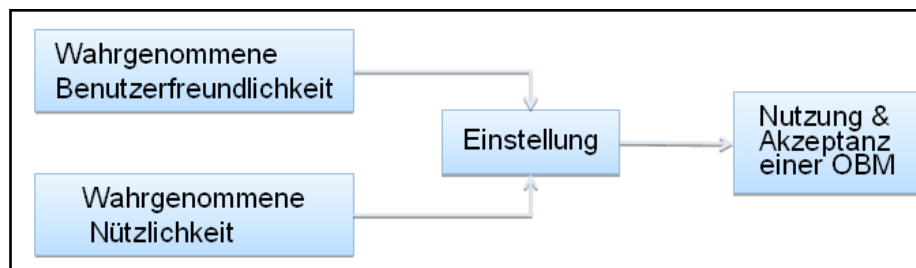 Wahrgenommene
Benutzerfreundlichkeit
Wahrgenommene
Nützlichkeit
Einstellung
Nutzung &
Akzeptanz
einer OBM